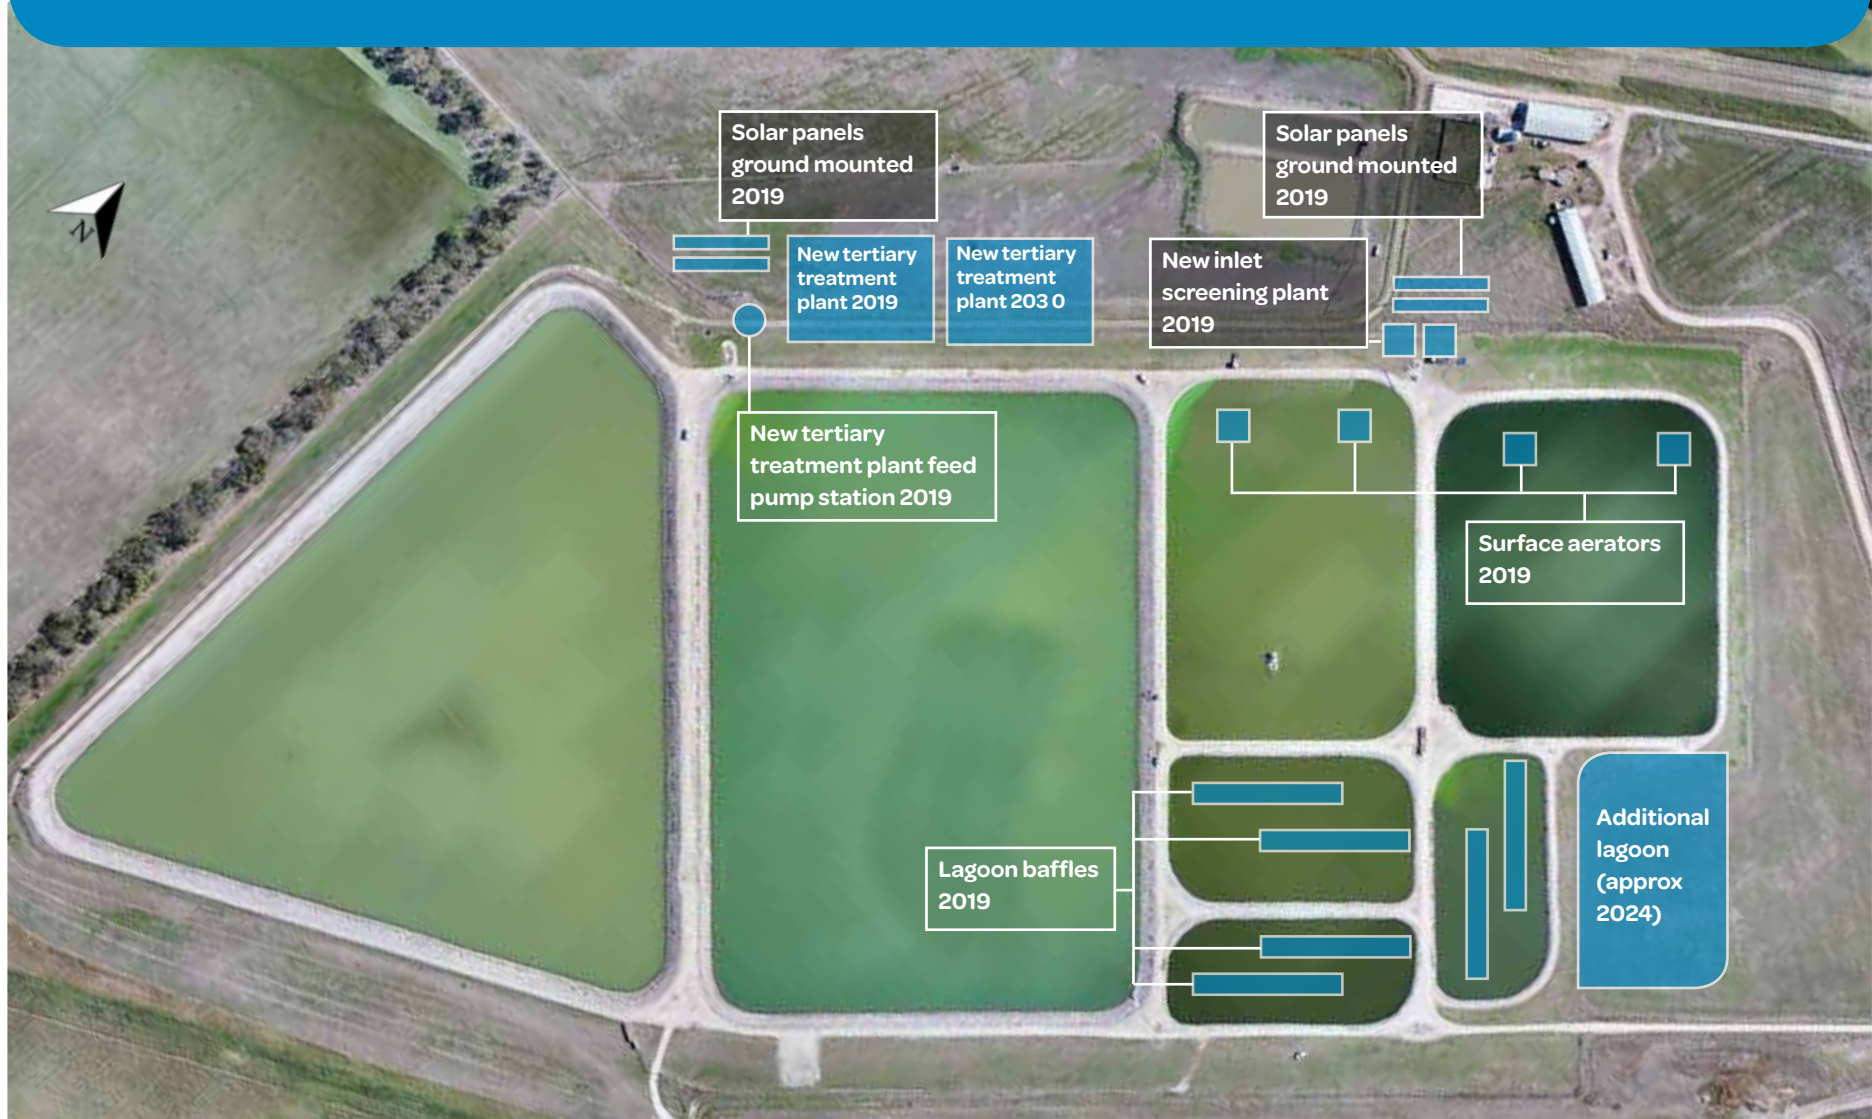 Solar panels
ground mounted
2019
Solar panels
ground mounted
2019
New tertiary
treatment
plant 2019
New tertiary
treatment
plant 203 0
New inlet
screening plant
2019
N
New tertiary
treatment plant feed
pump station 2019
Surface aerators
2019
Additional
lagoon
(approx
2024)
Lagoon baffles
2019